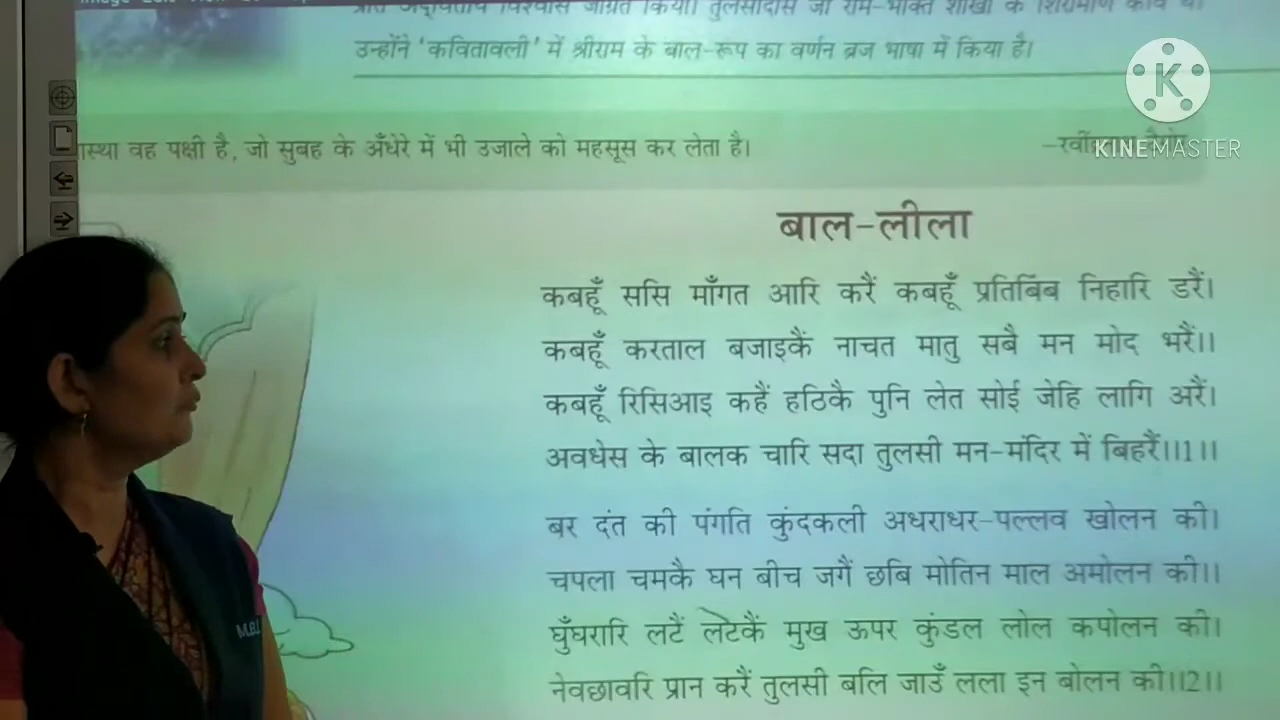 उन्होंने 'कवितावली' में श्रीराम के बाल-रूप का वर्णन ब्रज भाषा में किया है।
K
KINEMASTER
वह पक्षी है, जो सुबह के अँधेरे में भी उजाले को महसूस कर लेता है।
बाल-लीला
कबहूँ ससि माँगत आरि करैं कबहूँ प्रतिबिंब निहारि डरैं।
कबहूँ करताल बजाइकैं नाचत मातु सबै मन मोद भरैं।।
कबहूँ रिसिआइ कहैं हठिकै पुनि लेत सोई जेहि लागि अरैं।
अवधेस के बालक चारि सदा तुलसी मन-मंदिर में बिहरैं।।1।।
बर दंत की पंगति कुंदकली अधराधर-पल्लव खोलन की।
चपला चमकै घन बीच जगैं छबि मोतिन माल अमोलन की।।
घुँघरारि लटैं लटेकैं मुख ऊपर कुंडल लोल कपोलन की।
नेवछावरि प्रान करैं तुलसी बलि जाउँ लला इन बोलन की।।2।।